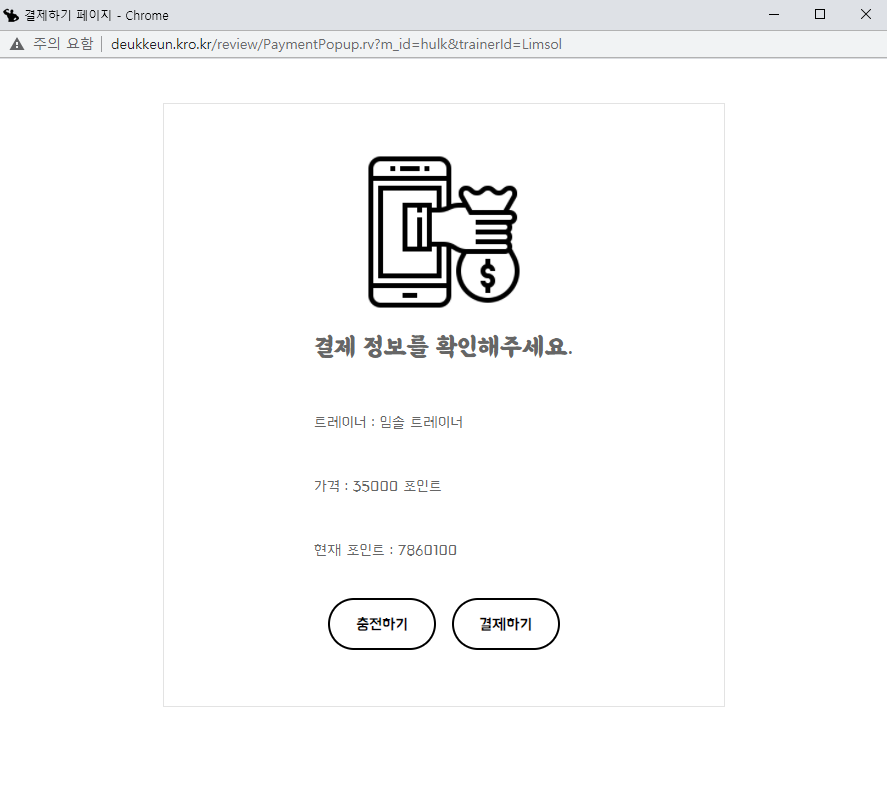 결제하기 페이지 - Chrome
주의 요함 | deukkeun.kro.kr/review/PaymentPopup.rv?m_id=hulk&trainerId=Limsol
$
결제 정보를 확인해주세요.
트레이너 : 임솔 트레이너
가격 : 35000 포인트
현재 포인트 : 7860100
충전하기 결제하기